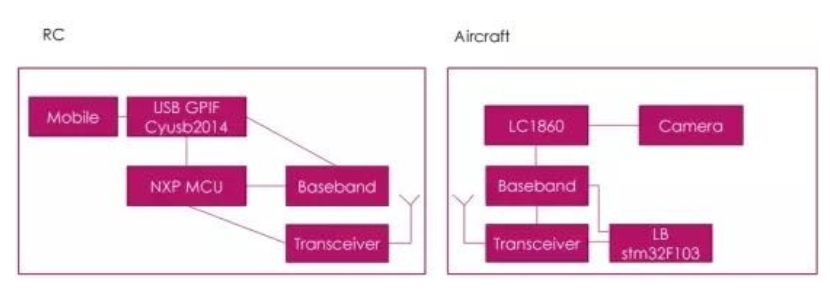 RC
Aircraft
Mobile
USB GPIF
Cyusb2014
NXP MCU
Baseband
Transceiver
LC1860
Camera
Baseband
Transceiver
LB
stm32F103